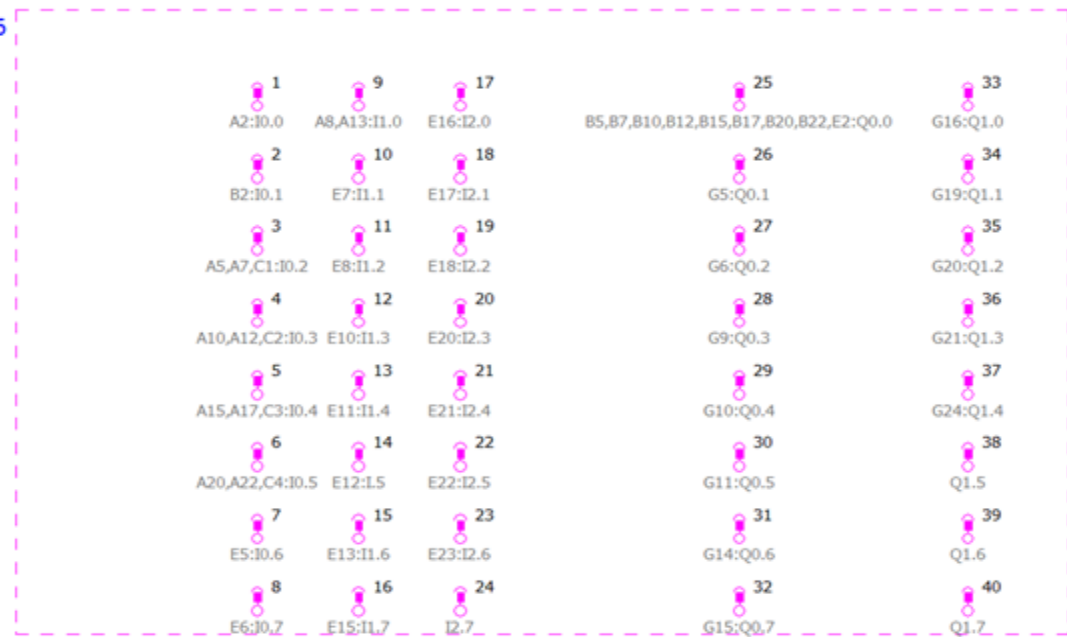 5
1 9 17 25 33
A2:I0.0 A8,A13:I1.0 E16:I2.0 B5,B7,B10,B12,B15,B17,B20,B22,E2:Q0.0 G16:Q1.0
2 10 18 26 34
B2:I0.1 E7:I1.1 E17:I2.1 G5:Q0.1 G19:Q1.1
3 11 19 27 35
A5,A7,C1:I0.2 E8:I1.2 E18:I2.2 G6:Q0.2 G20:Q1.2
4 12 20 28 36
A10,A12,C2:I0.3 E10:I1.3 E20:I2.3 G9:Q0.3 G21:Q1.3
5 13 21 29 37
A15,A17,C3:I0.4 E11:I1.4 E21:I2.4 G10:Q0.4 G24:Q1.4
6 14 22 30 38
A20,A22,C4:I0.5 E12:I.5 E22:I2.5 G11:Q0.5 Q1.5
7 15 23 31 39
E5:I0.6 E13:I1.6 E23:I2.6 G14:Q0.6 Q1.6
8 16 24 32 40
E6:I0.7 E15:I1.7 I2.7 G15:Q0.7 Q1.7